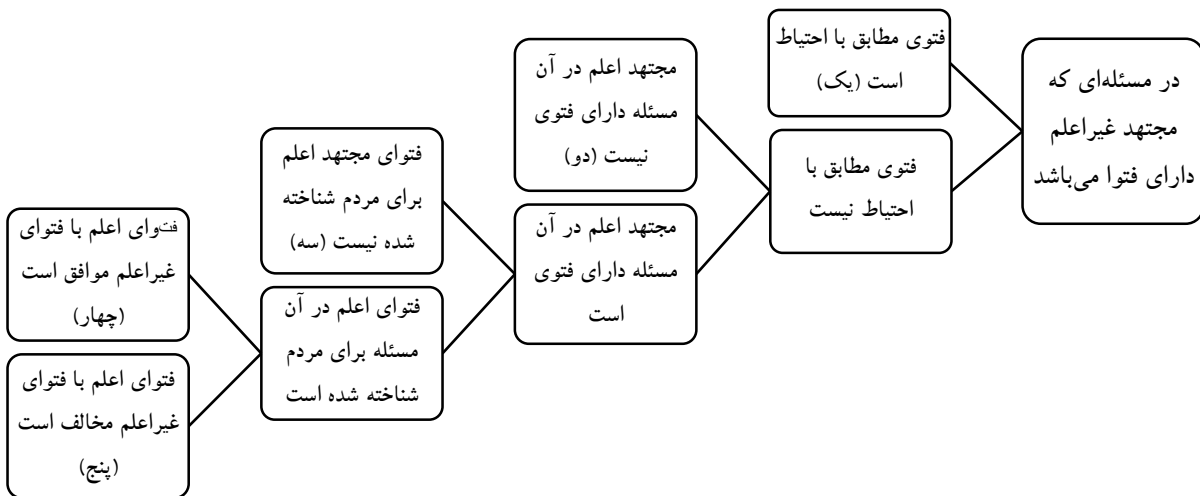 در مسئله‌ای که
مجتهد غیراعلم
دارای فتوا می‌باشد
فتوی مطابق با احتیاط
است (یک)
فتوی مطابق با
احتیاط نیست
مجتهد اعلم در آن
مسئله دارای فتوی
نیست (دو)
مجتهد اعلم در آن
مسئله دارای فتوی
است
فتوای مجتهد اعلم
برای مردم شناخته
شده نیست (سه)
فتوای اعلم در آن
مسئله برای مردم
شناخته شده است
فتوای اعلم با فتوای
غیراعلم موافق است
(چهار)
فتوای اعلم با فتوای
غیراعلم مخالف است
(پنج)